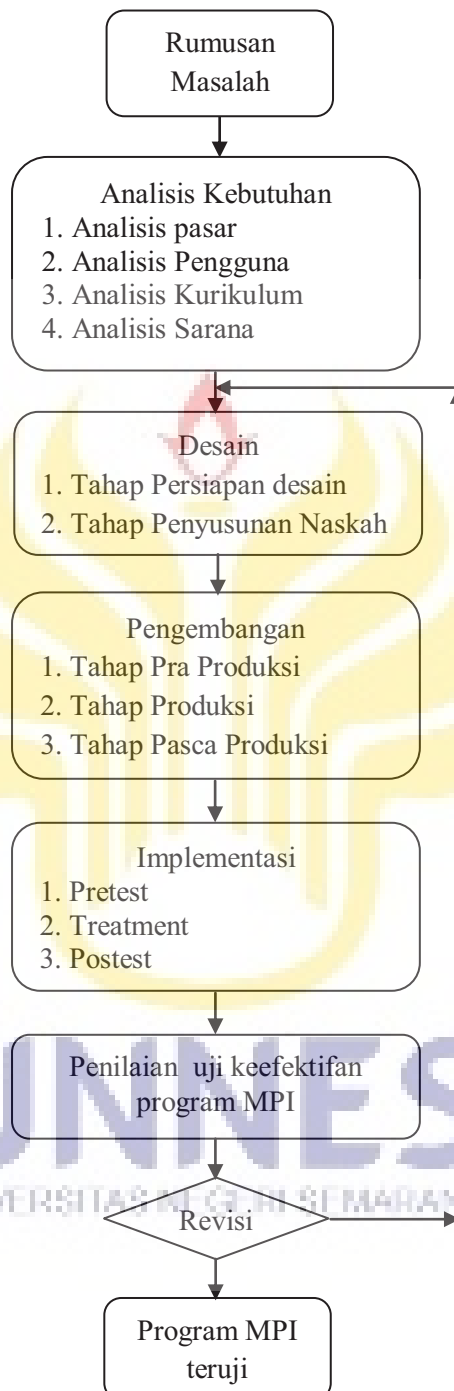 Rumusan
Masalah
Analisis Kebutuhan
1. Analisis pasar
2. Analisis Pengguna
3. Analisis Kurikulum
4. Analisis Sarana
Desain
1. Tahap Persiapan desain
2. Tahap Penyusunan Naskah
Pengembangan
1. Tahap Pra Produksi
2. Tahap Produksi
3. Tahap Pasca Produksi
Implementasi
1. Pretest
2. Treatment
3. Postest
Penilaian uji keefektifan
program MPI
UNNES
Revisi
Program MPI
teruji